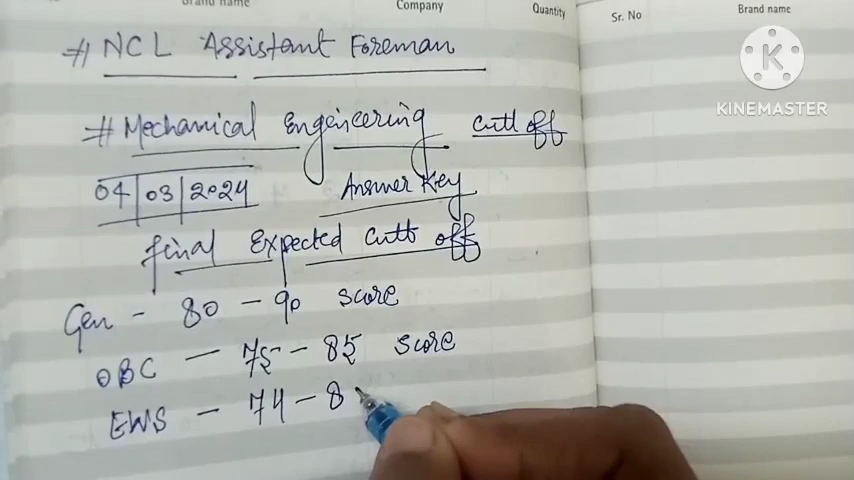 Brand name Company Quantity Sr. No Brand name
K
KINEMASTER
# NCL Assistant Foreman
# Mechanical Engineering Cutt off
04/03/2024 Answer Key
final Expected Cutt off
Gen - 80 - 90 score
OBC - 75 - 85 score
EWS - 74 - 8